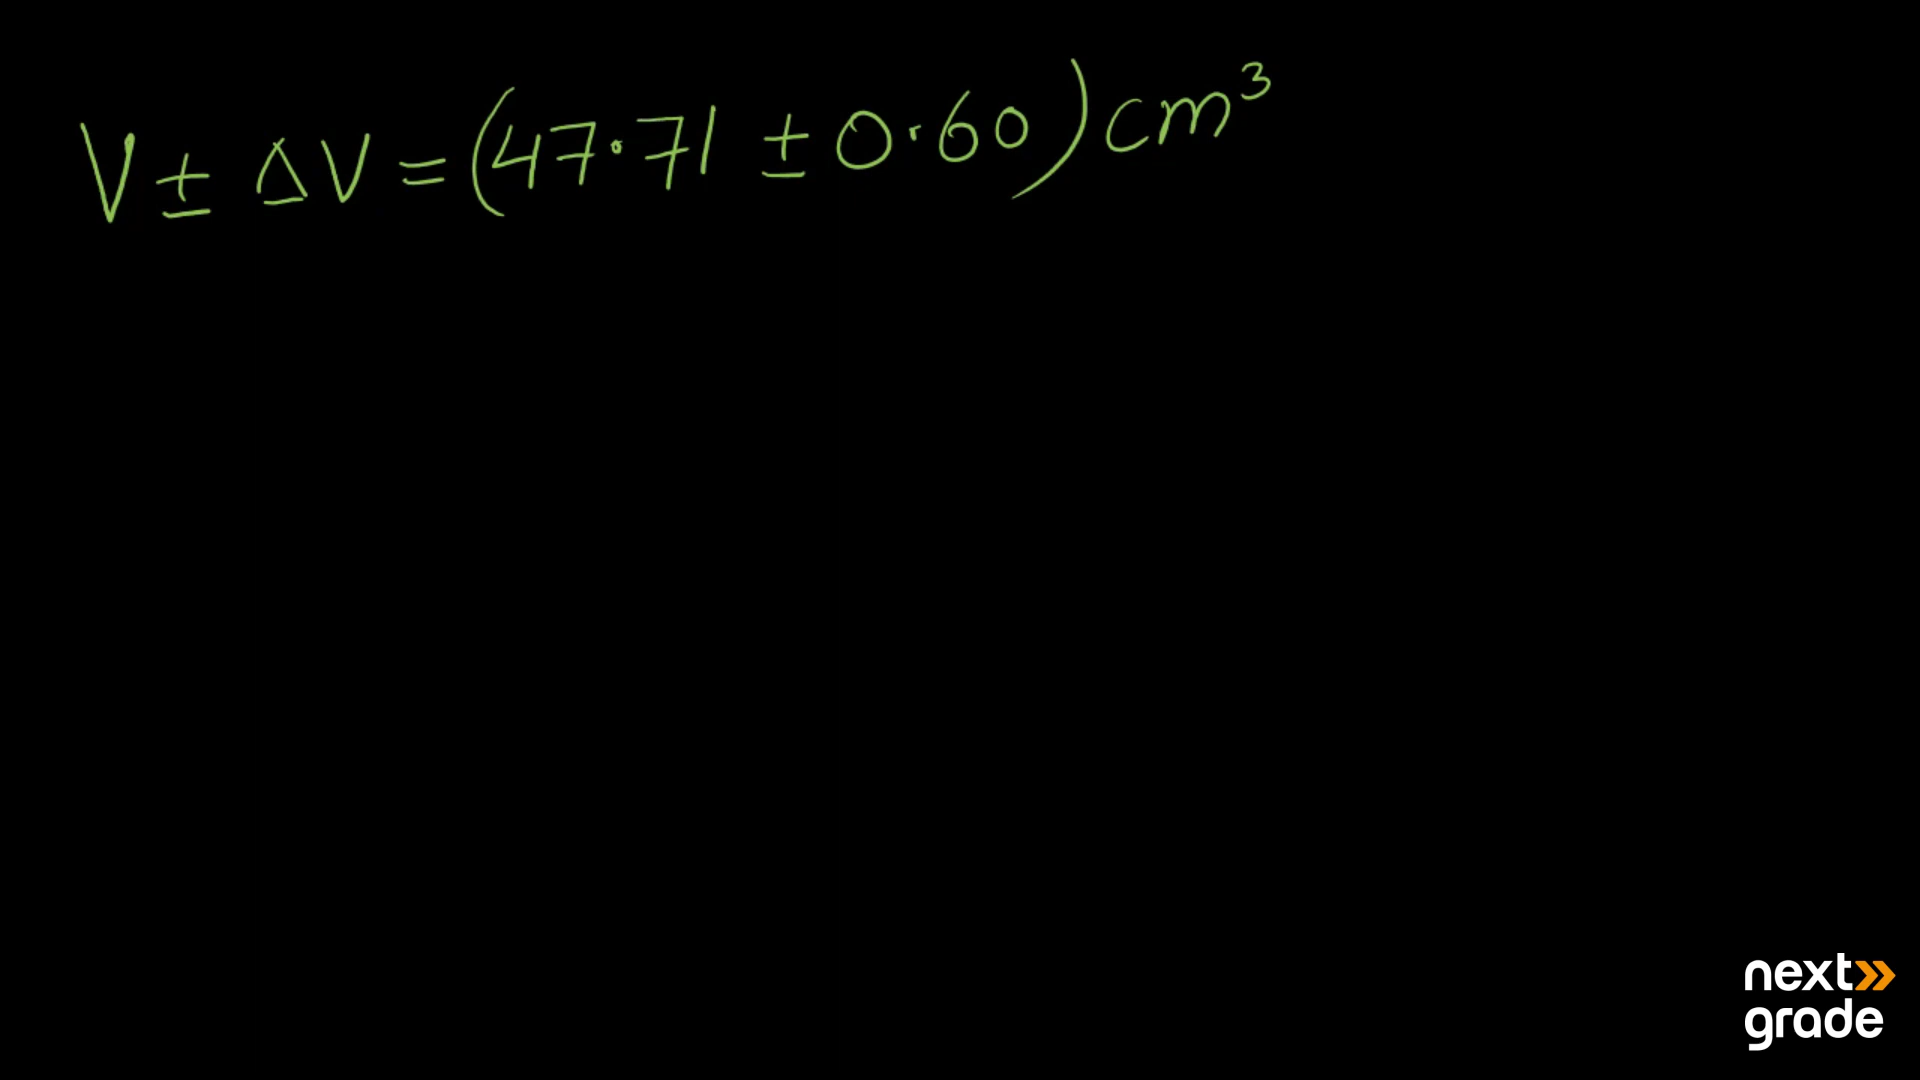 V ± ΔV = (47.71 ± 0.60) cm³
next
grade